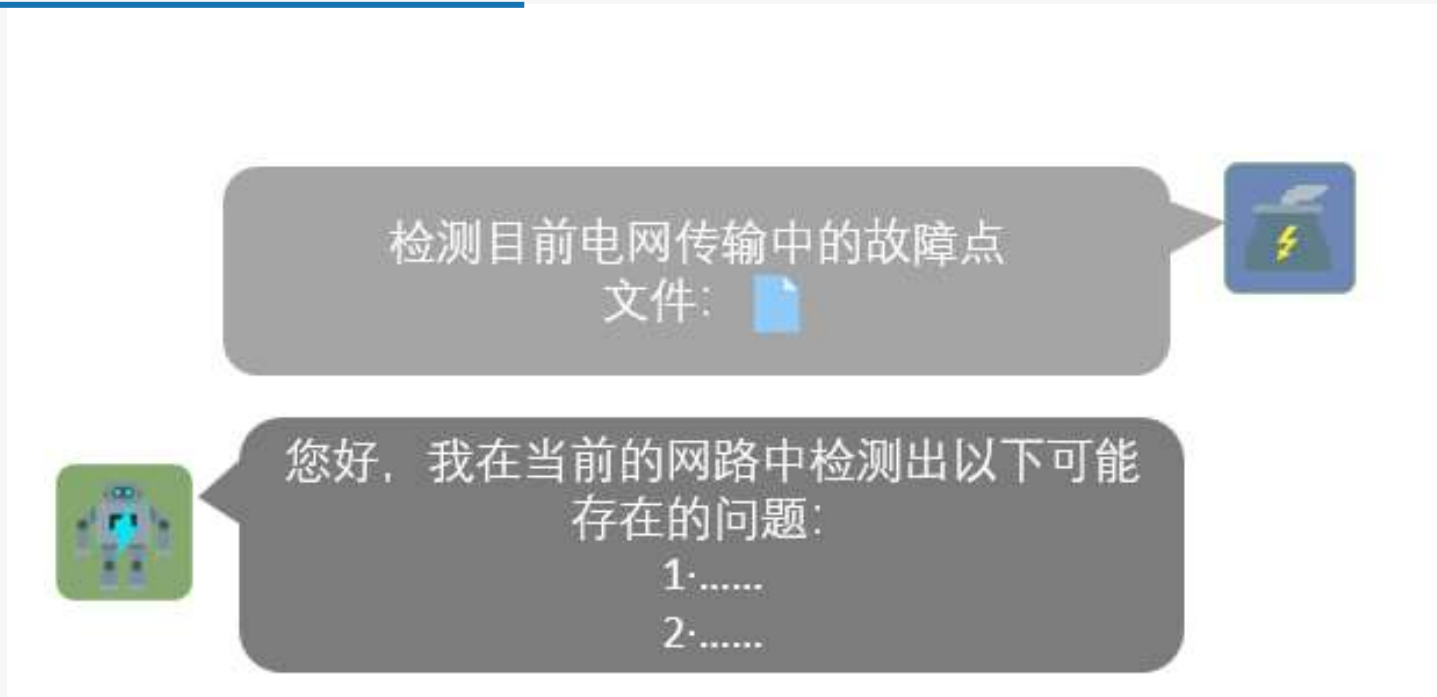 检测目前电网传输中的故障点
文件：
您好，我在当前的网路中检测出以下可能
存在的问题：
1·......
2·......